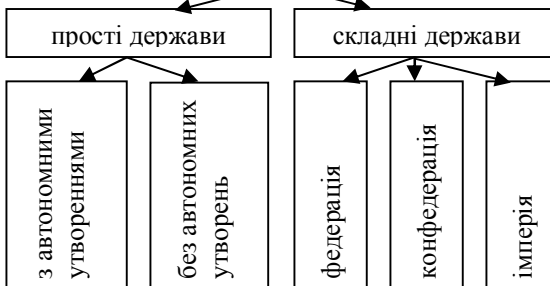 прості держави
складні держави
з автономними
утвореннями
без автономних
утворень
федерація
конфедерація
імперія